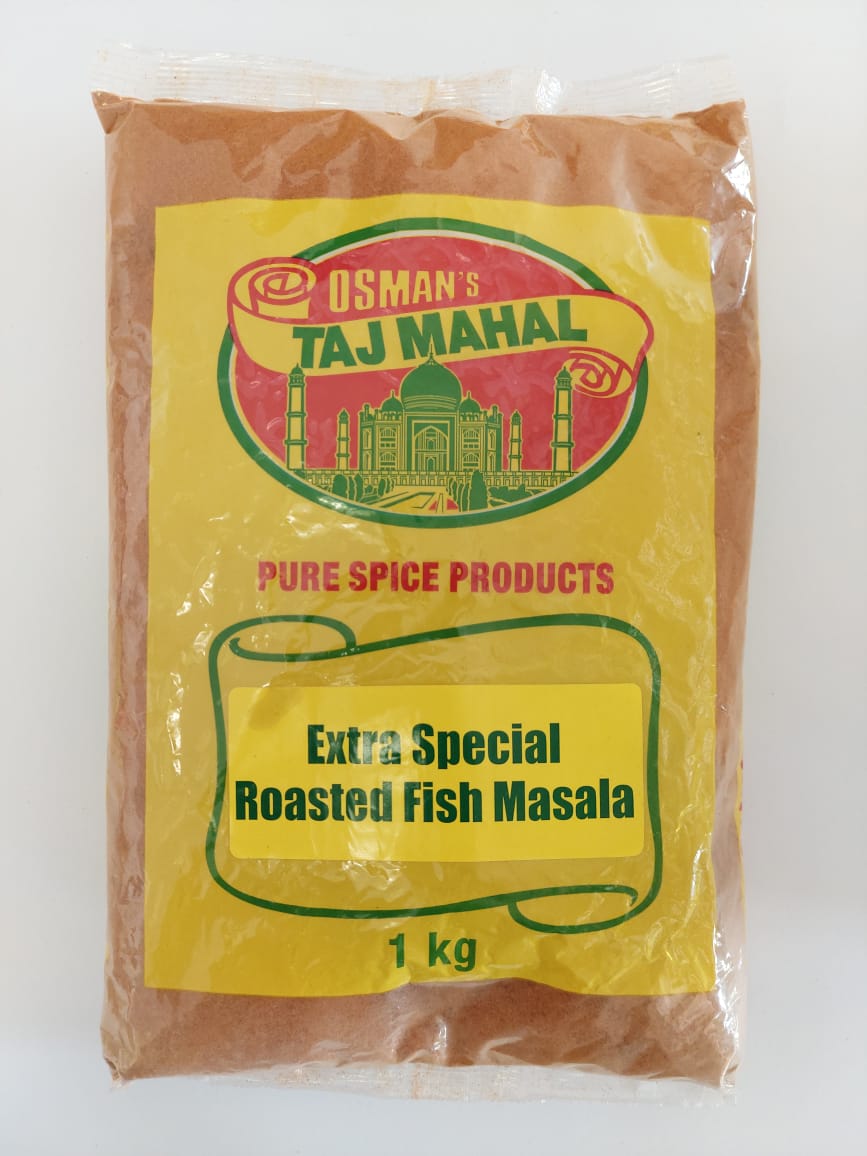 OSMAN'S
TAJ MAHAL
PURE SPICE PRODUCTS
Extra Special
Roasted Fish Masala
1 kg